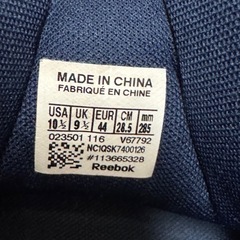 MADE IN CHINA
FABRIQUÉ EN CHINE
USA UK EUR CM mm
10½ 9½ 44 28.5 285
023501 116 V67792
NC1QSK7400126
#113665328
Reebok